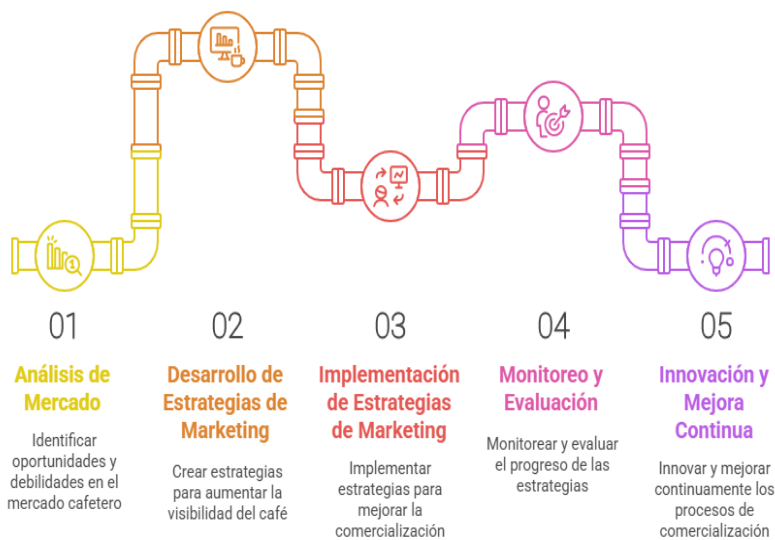 1
01
Análisis de
Mercado
Identificar
oportunidades y
debilidades en el
mercado cafetero
02
Desarrollo de
Estrategias de
Marketing
Crear estrategias
para aumentar la
visibilidad del café
03
Implementación
de Estrategias
de Marketing
Implementar
estrategias para
mejorar la
comercialización
04
Monitoreo y
Evaluación
Monitorear y evaluar
el progreso de las
estrategias
05
Innovación y
Mejora
Continua
Innovar y mejorar
continuamente los
procesos de
comercialización